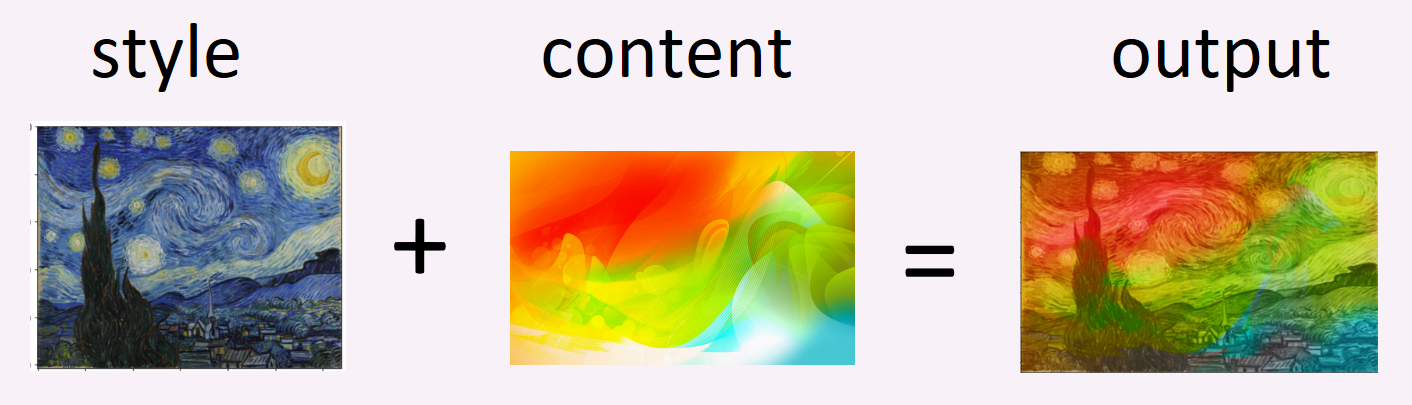 style content output
+ =